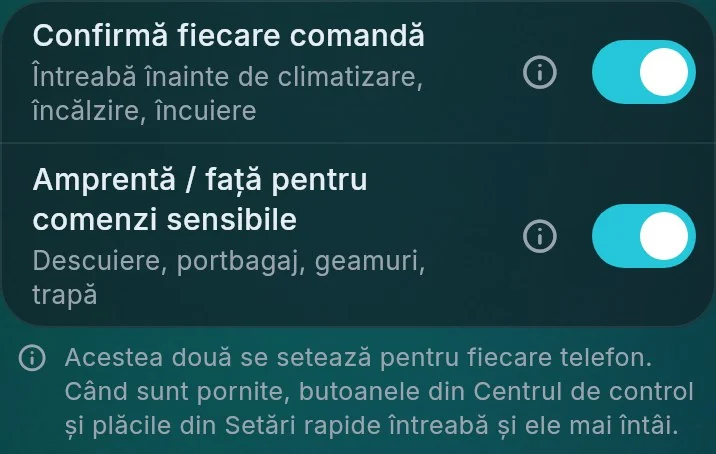 Confirmă fiecare comandă
Întreabă înainte de climatizare,
încălzire, încuiere
Amprentă / față pentru
comenzi sensibile
Descuiere, portbagaj, geamuri,
trapă
Acestea două se setează pentru fiecare telefon.
Când sunt pornite, butoanele din Centrul de control
și plăcile din Setări rapide întreabă și ele mai întâi.